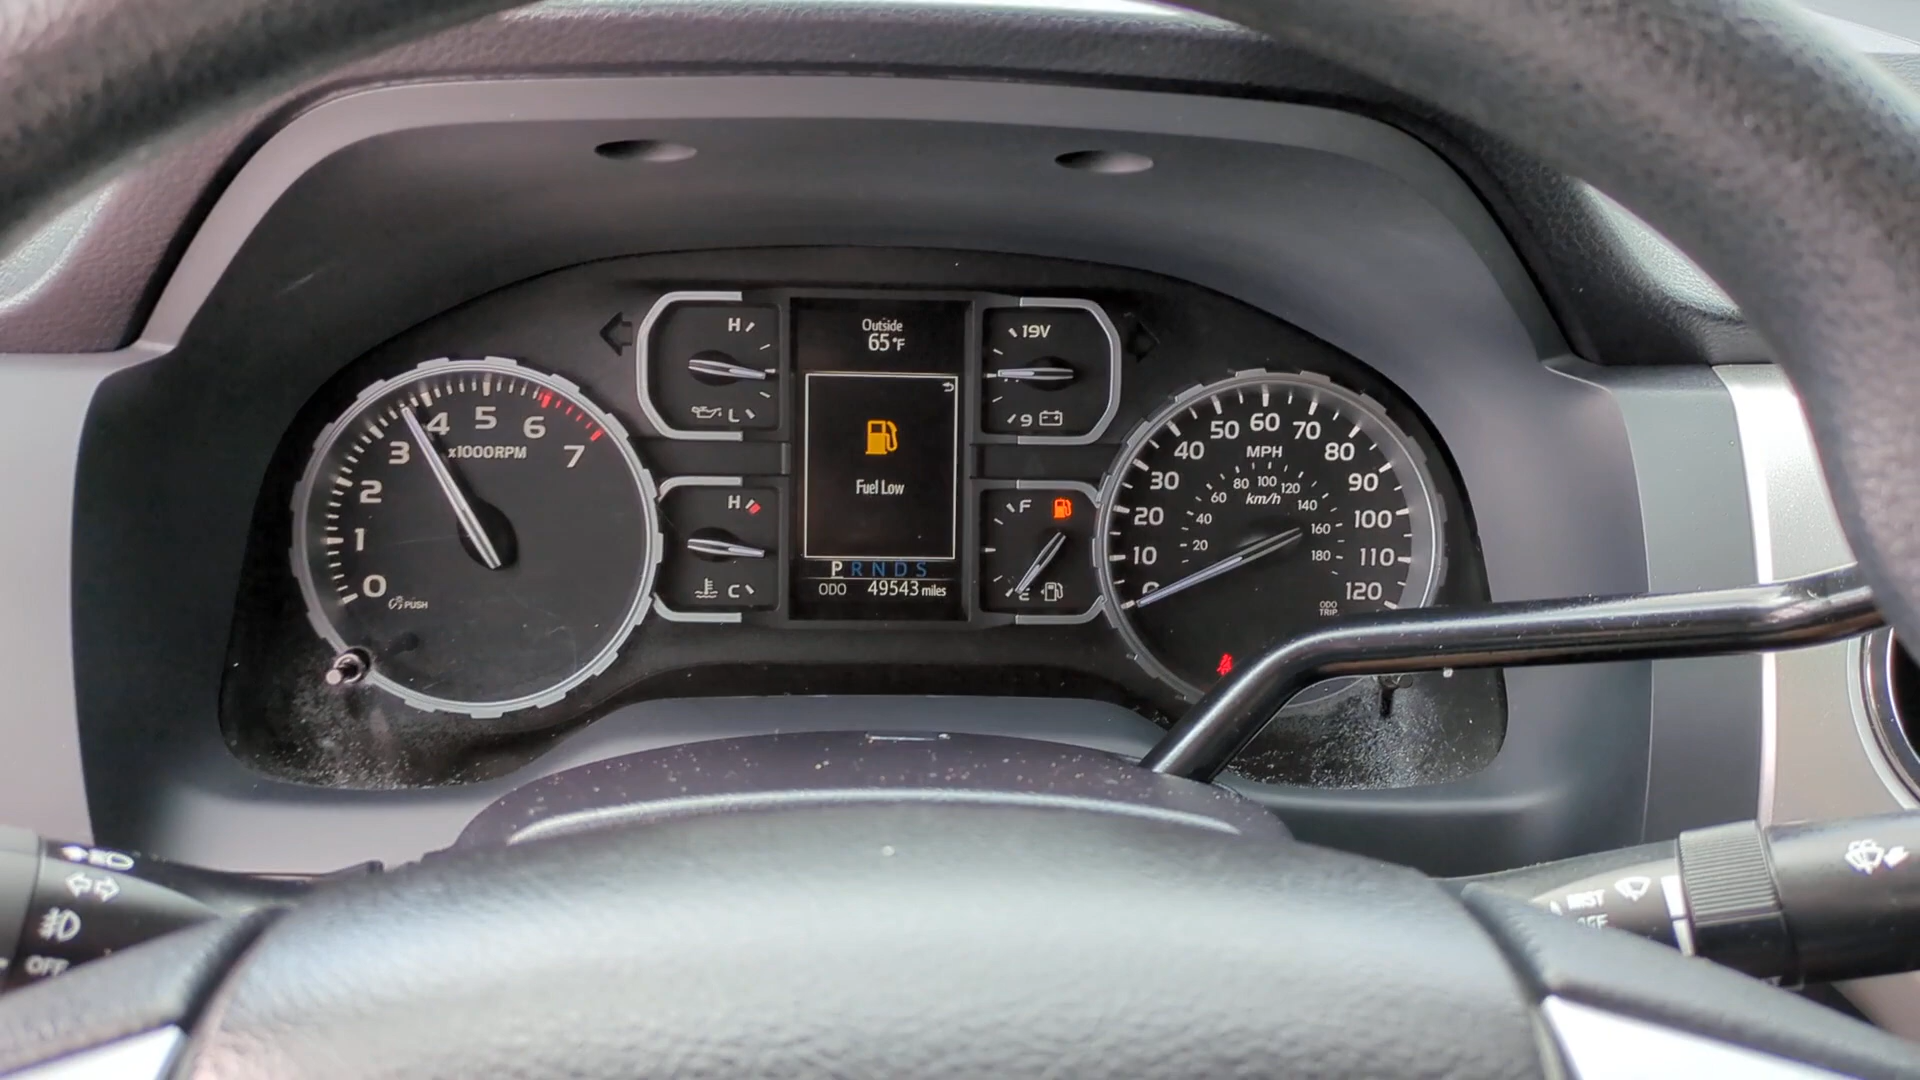 Outside
65°F
Fuel Low
P R N D S
ODO 49543 miles
0
1
2
3
4
5
6
7
x1000RPM
PUSH
H
L
H
C
19V
9
F
E
0
10
20
30
40
50
60
70
80
90
100
110
120
MPH
20
40
60
80
100
120
140
160
180
km/h
ODO
TRIP
OFF
MIST